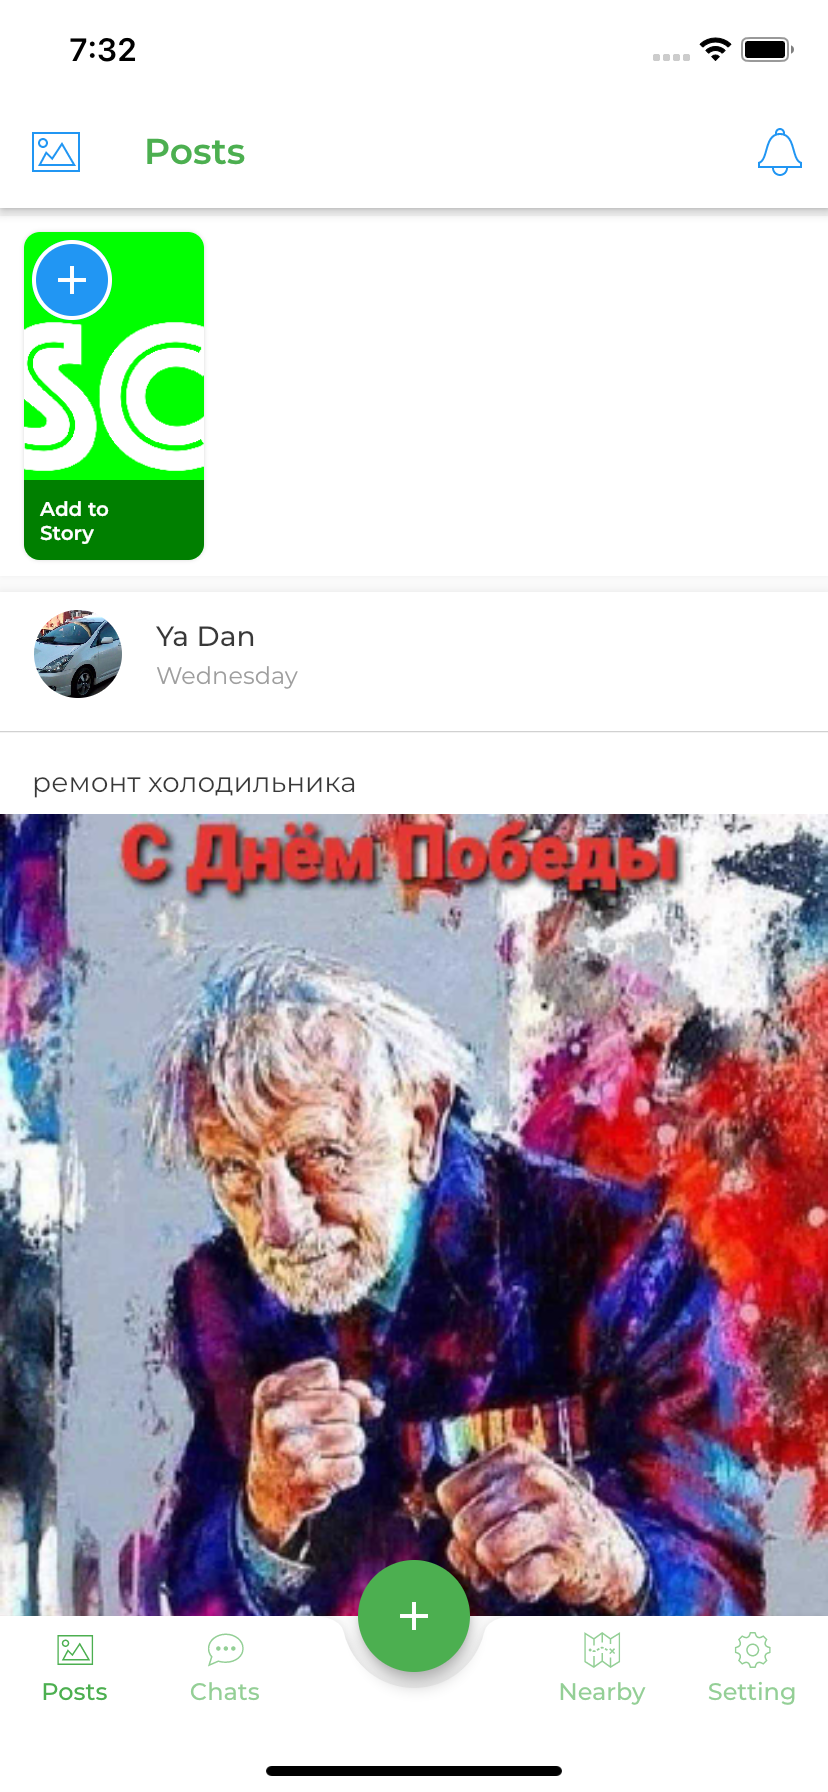 7:32
Posts
SC
Add to
Story
Ya Dan
Wednesday
ремонт холодильника
С Днём Победы
Posts
Chats
Nearby
Setting